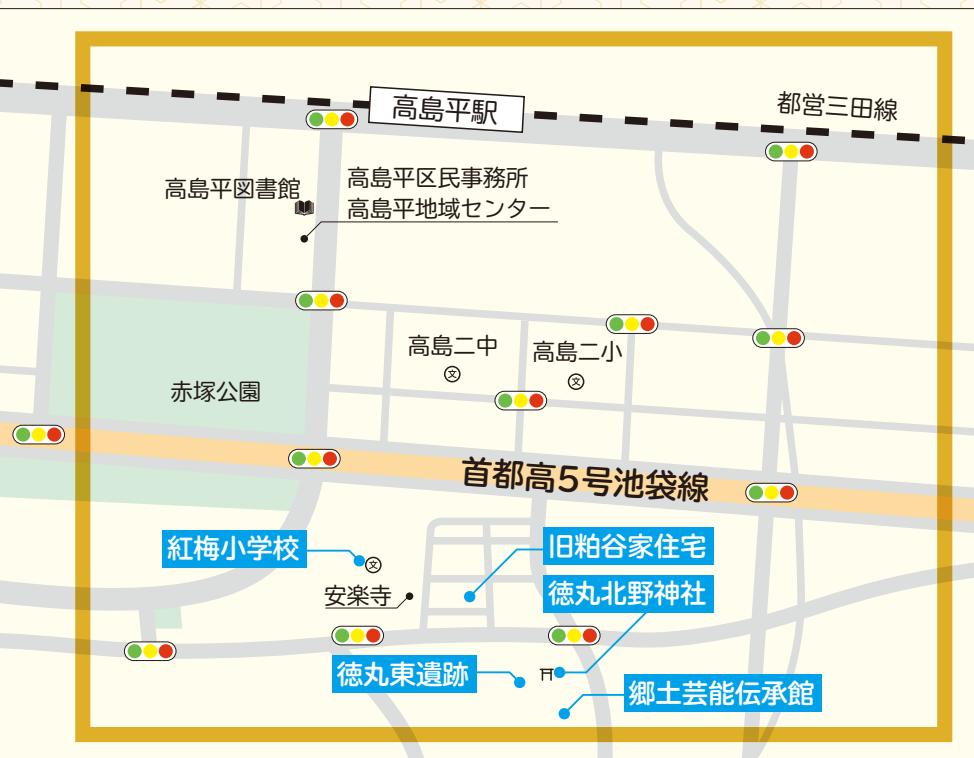 高島平駅
都営三田線
高島平図書館
高島平区民事務所
高島平地域センター
高島二中
文
高島二小
文
赤塚公園
首都高5号池袋線
紅梅小学校
文
旧粕谷家住宅
安楽寺
徳丸北野神社
徳丸東遺跡
郷土芸能伝承館